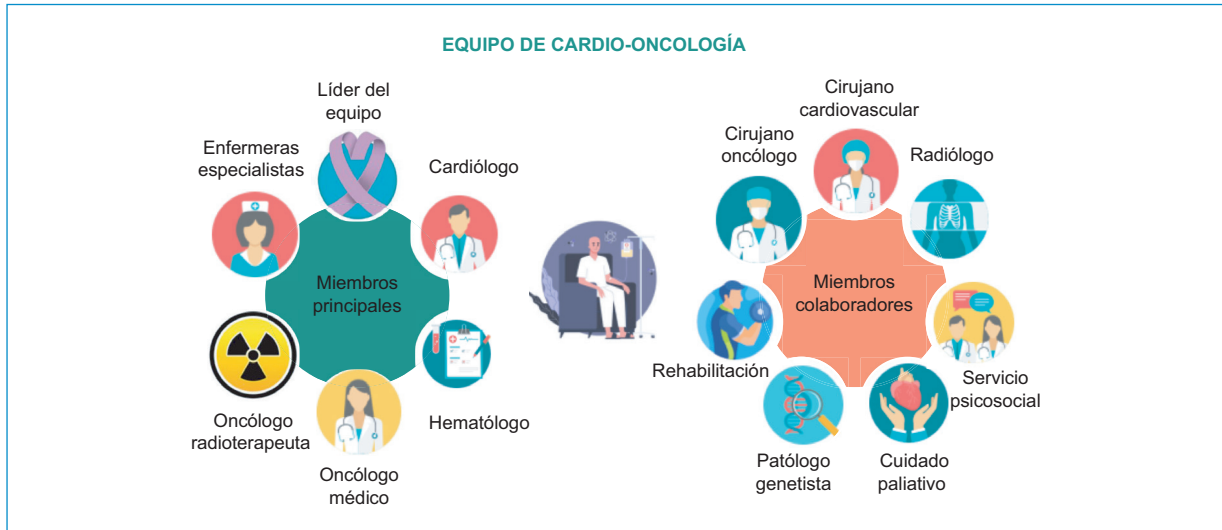 EQUIPO DE CARDIO-ONCOLOGÍA
Líder del
equipo
Enfermeras
especialistas
Cardiólogo
Miembros
principales
Oncólogo
radioterapeuta
Hematólogo
Oncólogo
médico
Cirujano
cardiovascular
Cirujano
oncólogo
Radiólogo
Miembros
colaboradores
Rehabilitación
Servicio
psicosocial
Patólogo
genetista
Cuidado
paliativo